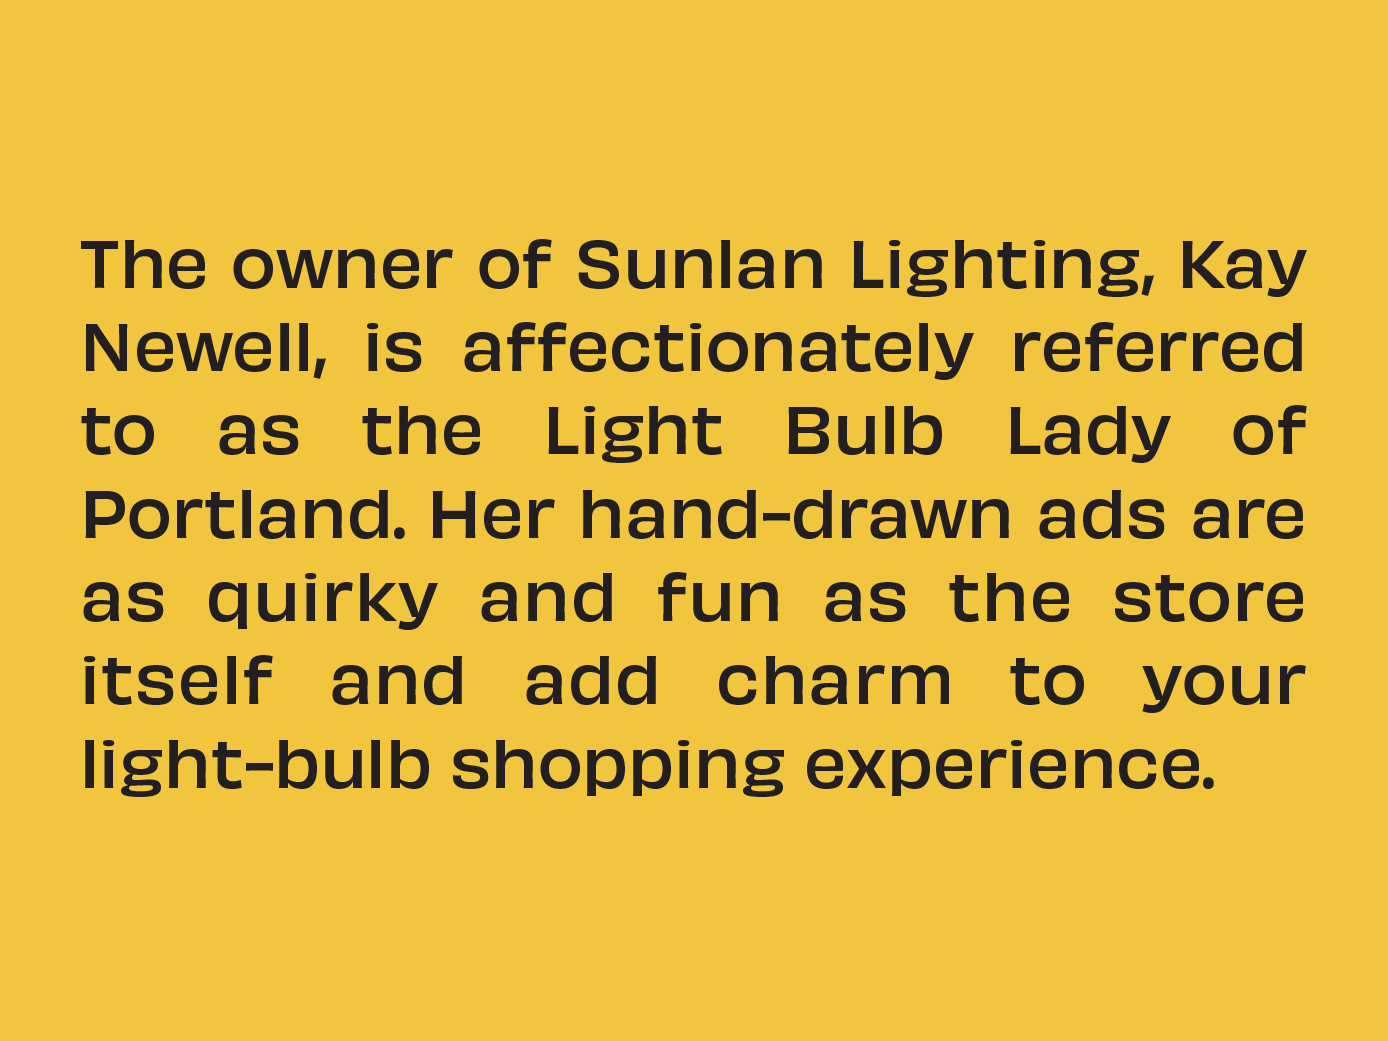 The owner of Sunlan Lighting, Kay
Newell, is affectionately referred
to as the Light Bulb Lady of
Portland. Her hand-drawn ads are
as quirky and fun as the store
itself and add charm to your
light-bulb shopping experience.